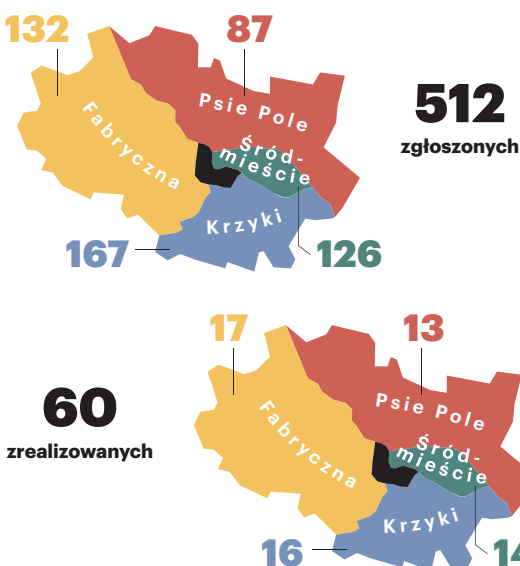 132
87
512
zgłoszonych
Fabryczna
Psie Pole
Śród-
mieście
Krzyki
167
126
17
13
60
zrealizowanych
Fabryczna
Psie Pole
Śród-
mieście
Krzyki
16